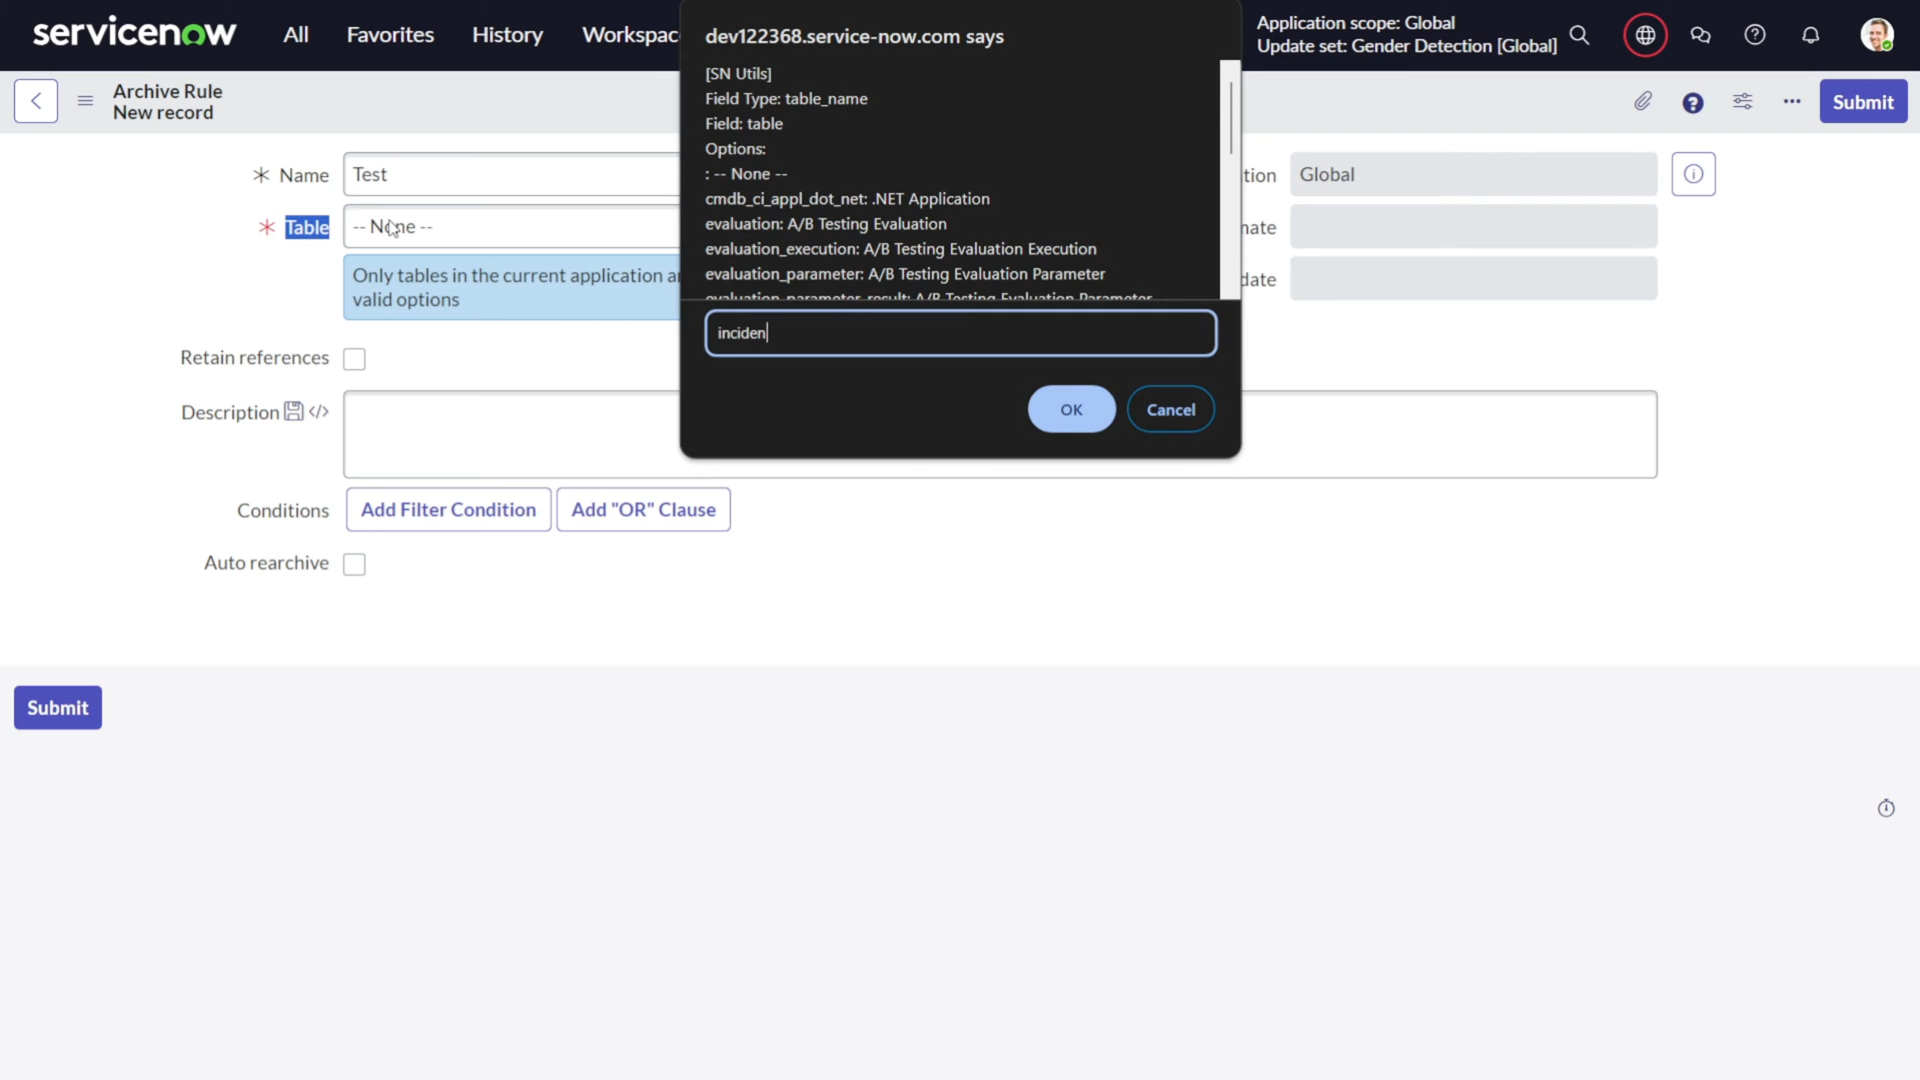 servicenow
All
Favorites
History
Workspac
Application scope: Global
Update set: Gender Detection [Global]
Archive Rule
New record
Submit
dev122368.service-now.com says
[SN Utils]
Field Type: table_name
Field: table
Options:
: -- None --
cmdb_ci_appl_dot_net: .NET Application
evaluation: A/B Testing Evaluation
evaluation_execution: A/B Testing Evaluation Execution
evaluation_parameter: A/B Testing Evaluation Parameter
evaluation_parameter_result: A/B Testing Evaluation Parameter
inciden
OK
Cancel
* Name
Test
tion
Global
* Table
-- None --
Only tables in the current application a
valid options
date
Retain references
Description </>
Conditions
Add Filter Condition
Add "OR" Clause
Auto rearchive
Submit